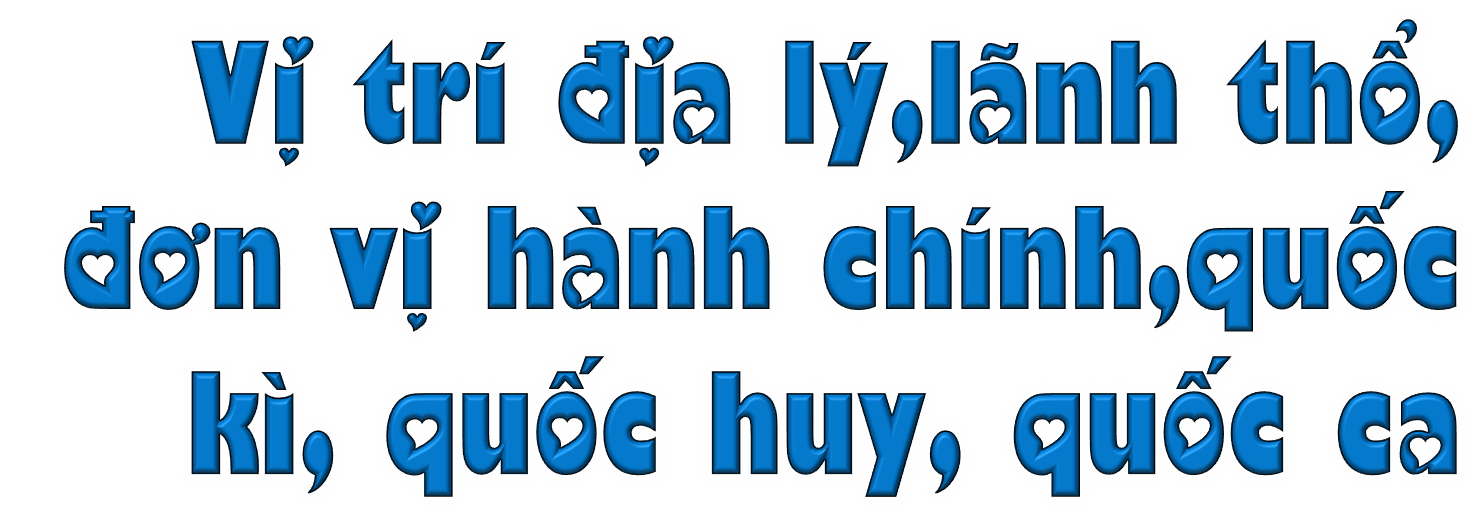 Vị trí địa lý,lãnh thổ,
đơn vị hành chính,quốc
kì, quốc huy, quốc ca